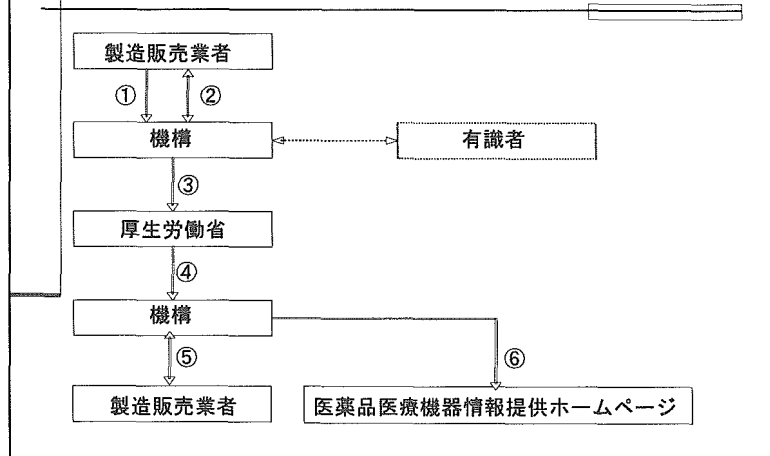 製造販売業者
① ②
機構
有識者
③
厚生労働省
④
機構
⑤
⑥
製造販売業者
医薬品医療機器情報提供ホームページ